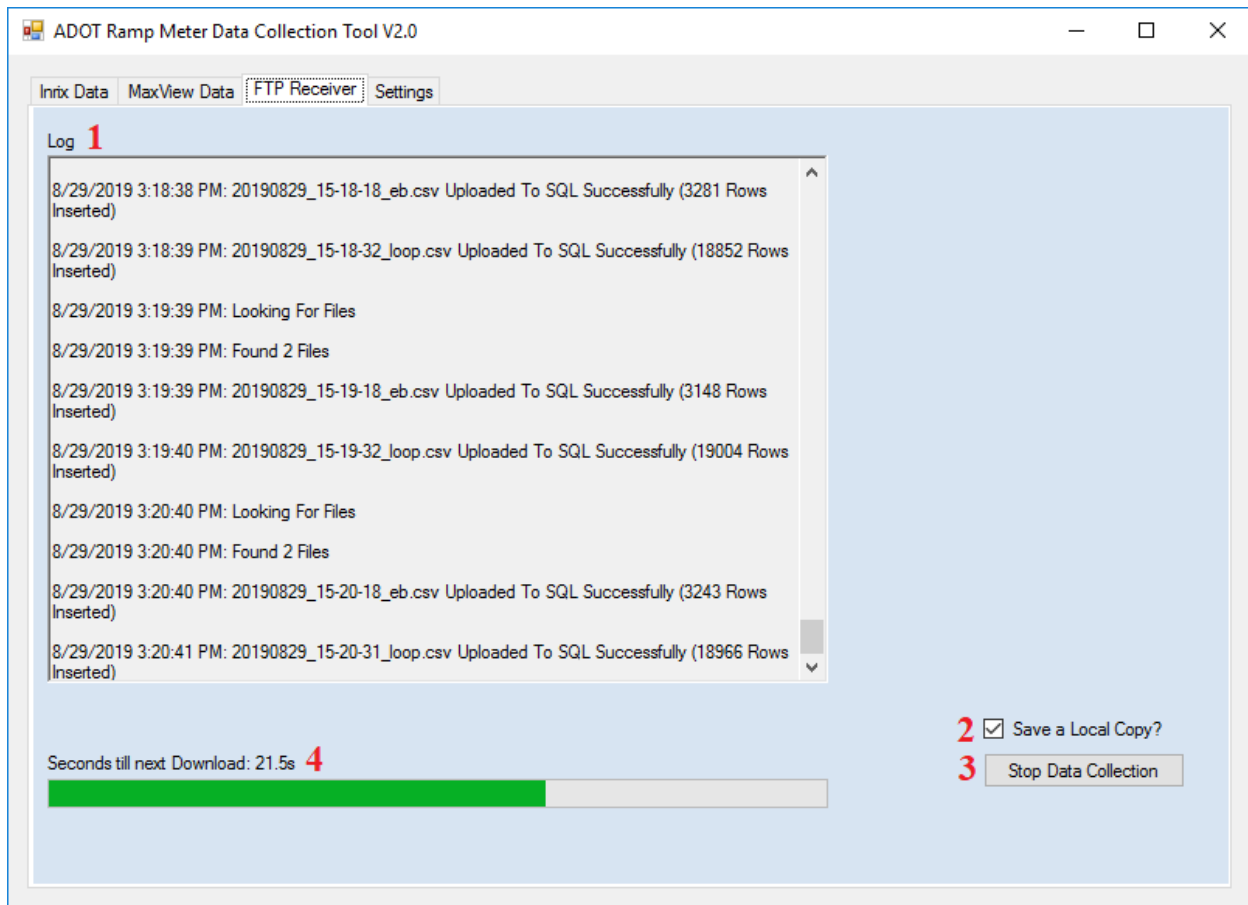 ADOT Ramp Meter Data Collection Tool V2.0
Inrix Data MaxView Data FTP Receiver Settings
Log 1
8/29/2019 3:18:38 PM: 20190829_15-18-18_eb.csv Uploaded To SQL Successfully (3281 Rows
Inserted)
8/29/2019 3:18:39 PM: 20190829_15-18-32_loop.csv Uploaded To SQL Successfully (18852 Rows
Inserted)
8/29/2019 3:19:39 PM: Looking For Files
8/29/2019 3:19:39 PM: Found 2 Files
8/29/2019 3:19:39 PM: 20190829_15-19-18_eb.csv Uploaded To SQL Successfully (3148 Rows
Inserted)
8/29/2019 3:19:40 PM: 20190829_15-19-32_loop.csv Uploaded To SQL Successfully (19004 Rows
Inserted)
8/29/2019 3:20:40 PM: Looking For Files
8/29/2019 3:20:40 PM: Found 2 Files
8/29/2019 3:20:40 PM: 20190829_15-20-18_eb.csv Uploaded To SQL Successfully (3243 Rows
Inserted)
8/29/2019 3:20:41 PM: 20190829_15-20-31_loop.csv Uploaded To SQL Successfully (18966 Rows
Inserted)
2 Save a Local Copy?
Seconds till next Download: 21.5s 4
3 Stop Data Collection